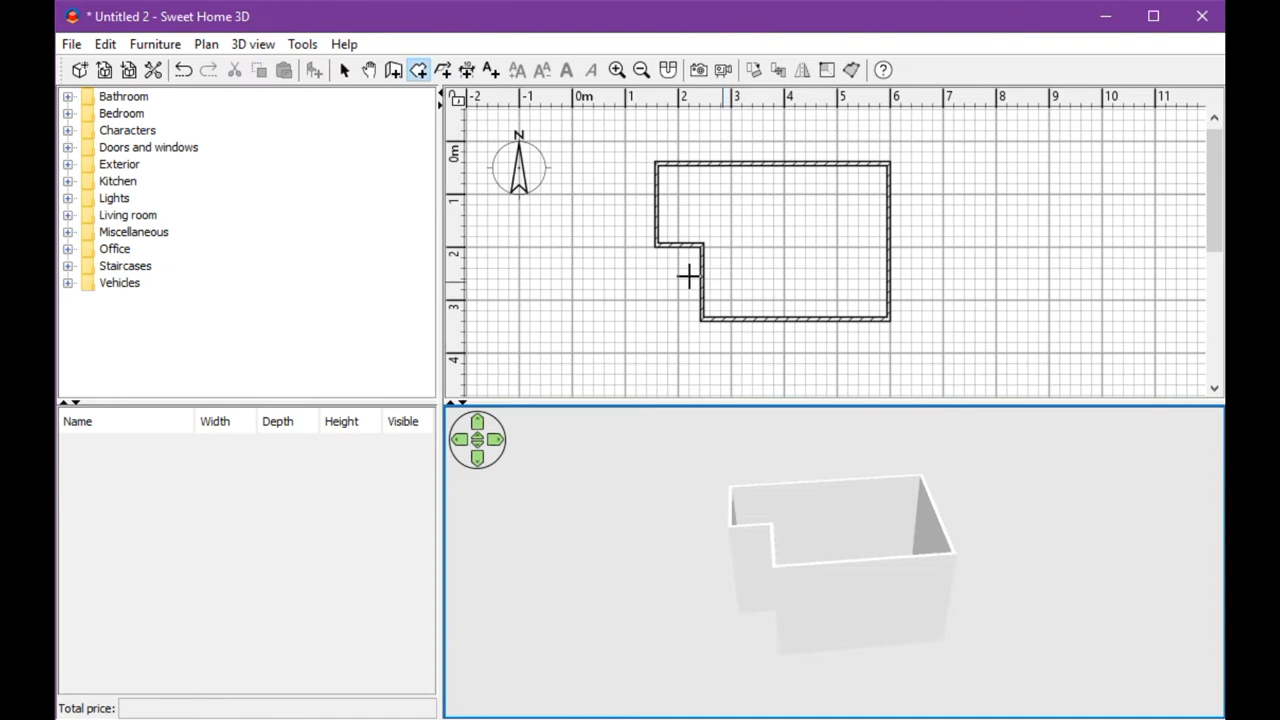 * Untitled 2 - Sweet Home 3D
File Edit Furniture Plan 3D view Tools Help
Bathroom
Bedroom
Characters
Doors and windows
Exterior
Kitchen
Lights
Living room
Miscellaneous
Office
Staircases
Vehicles
-2 -1 0m 1 2 3 4 5 6 7 8 9 10 11
0m
1
2
3
4
N
Name Width Depth Height Visible
Total price: